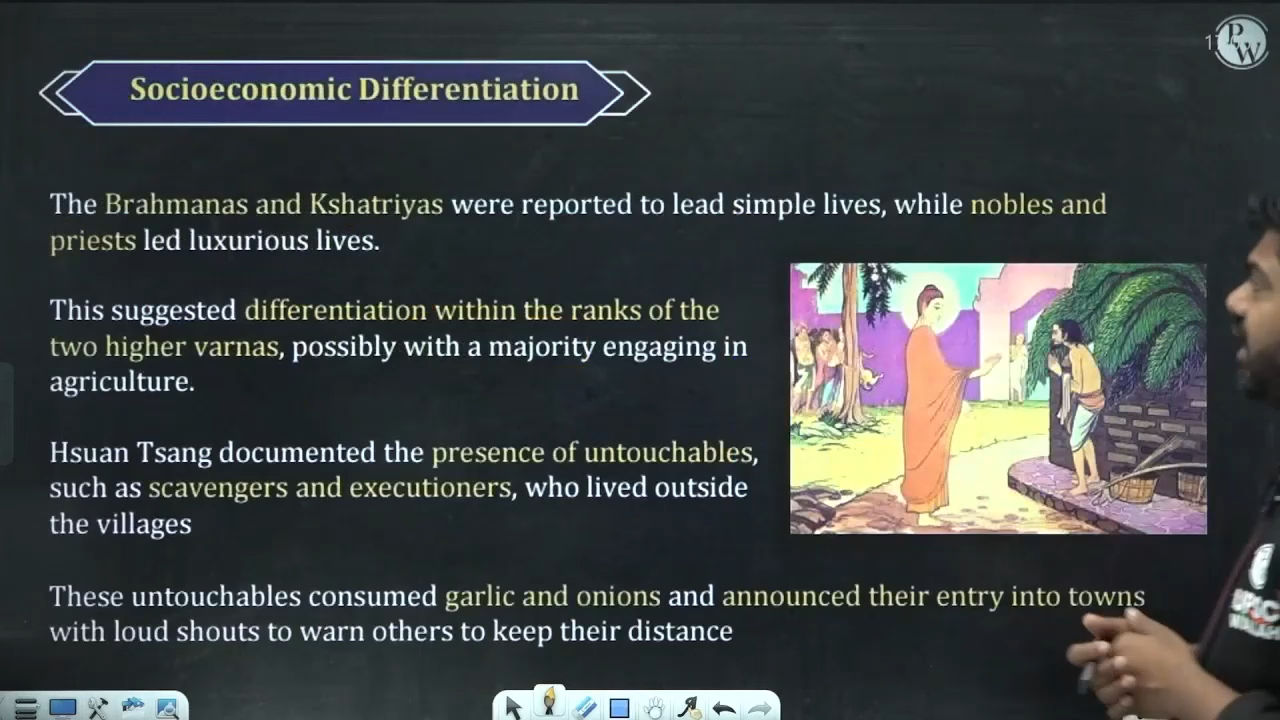 PW
Socioeconomic Differentiation
The Brahmanas and Kshatriyas were reported to lead simple lives, while nobles and
priests led luxurious lives.
This suggested differentiation within the ranks of the
two higher varnas, possibly with a majority engaging in
agriculture.
Hsuan Tsang documented the presence of untouchables,
such as scavengers and executioners, who lived outside
the villages
These untouchables consumed garlic and onions and announced their entry into towns
with loud shouts to warn others to keep their distance